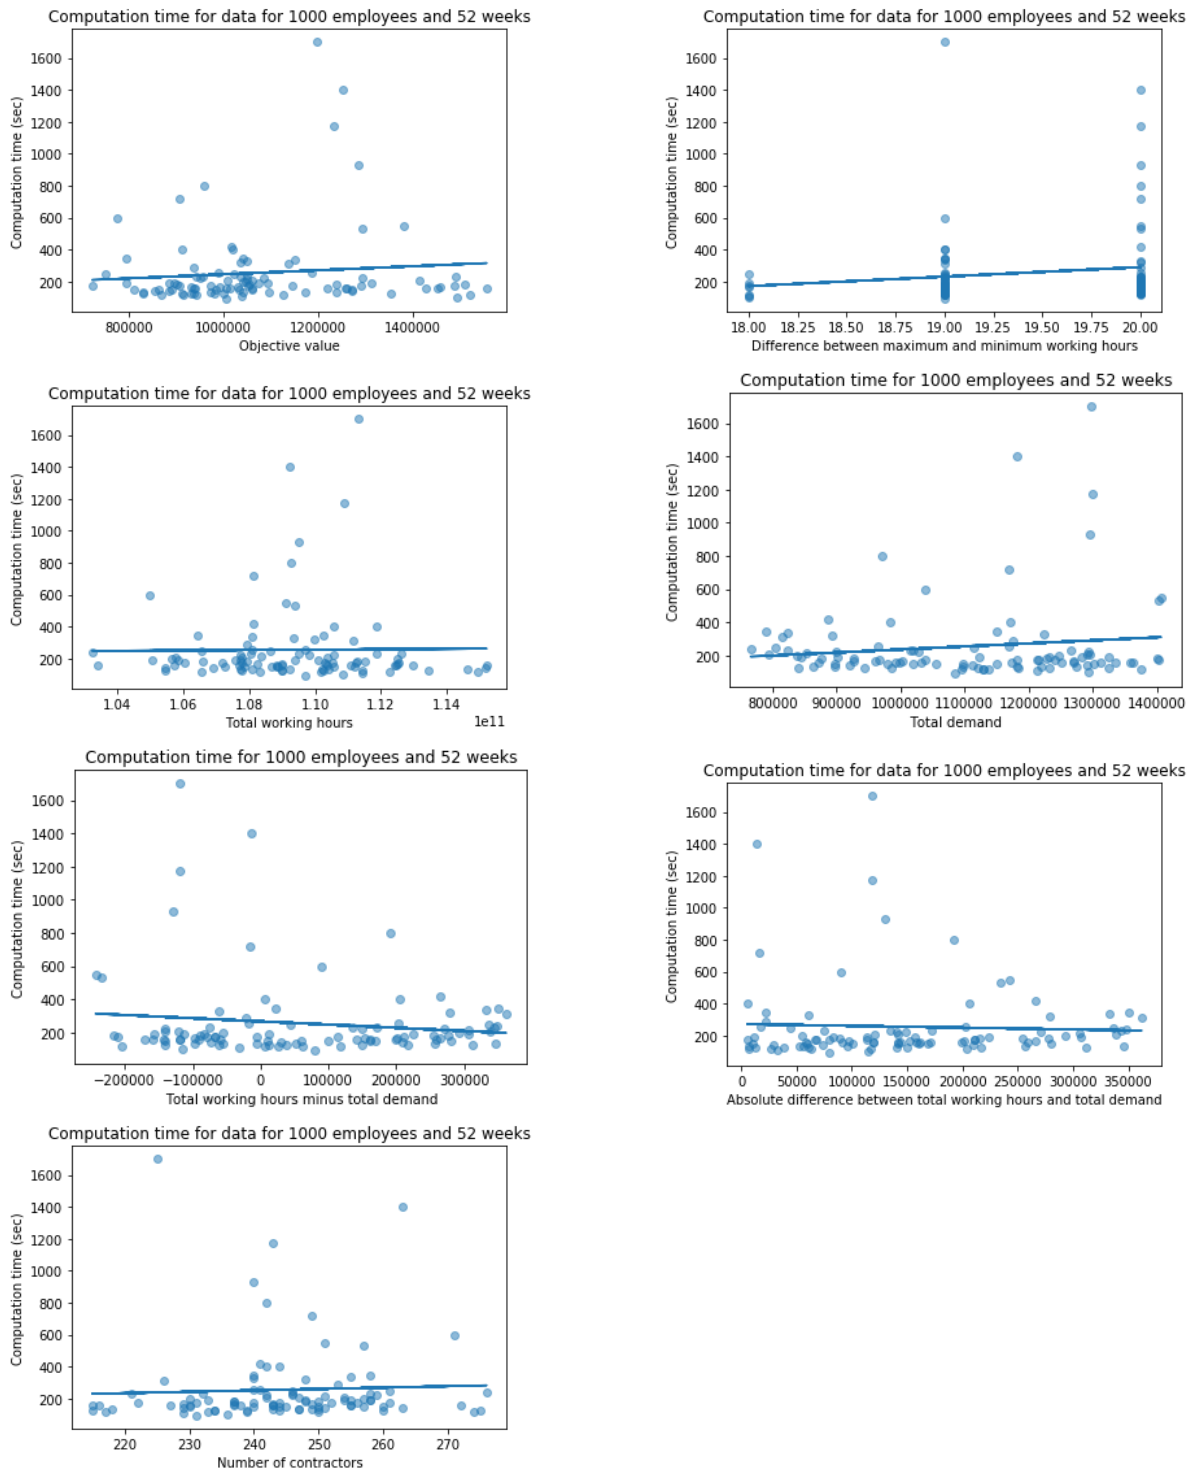 Computation time for data for 1000 employees and 52 weeks
1600
1400
1200
1000
800
600
400
200
Computation time (sec)
800000 1000000 1200000 1400000
Objective value
Computation time for data for 1000 employees and 52 weeks
1600
1400
1200
1000
800
600
400
200
Computation time (sec)
18.00 18.25 18.50 18.75 19.00 19.25 19.50 19.75 20.00
Difference between maximum and minimum working hours
Computation time for data for 1000 employees and 52 weeks
1600
1400
1200
1000
800
600
400
200
Computation time (sec)
1.04 1.06 1.08 1.10 1.12 1.14
1e11
Total working hours
Computation time for 1000 employees and 52 weeks
1600
1400
1200
1000
800
600
400
200
Computation time (sec)
800000 900000 1000000 1100000 1200000 1300000 1400000
Total demand
Computation time for 1000 employees and 52 weeks
1600
1400
1200
1000
800
600
400
200
Computation time (sec)
−200000 −100000 0 100000 200000 300000
Total working hours minus total demand
Computation time for data for 1000 employees and 52 weeks
1600
1400
1200
1000
800
600
400
200
Computation time (sec)
0 50000 100000 150000 200000 250000 300000 350000
Absolute difference between total working hours and total demand
Computation time for data for 1000 employees and 52 weeks
1600
1400
1200
1000
800
600
400
200
Computation time (sec)
220 230 240 250 260 270
Number of contractors